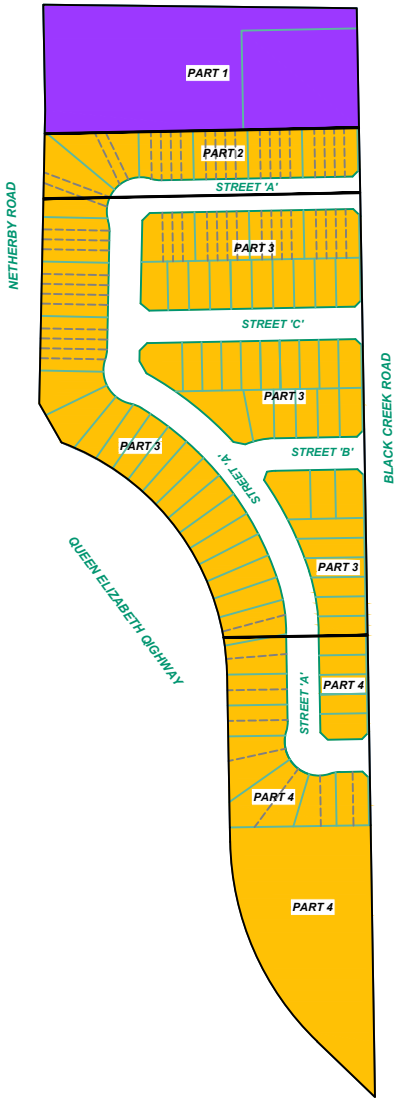 PART 1
PART 2
STREET 'A'
NETHERBY ROAD
PART 3
STREET 'C'
BLACK CREEK ROAD
PART 3
PART 3
STREET 'B'
STREET 'A'
QUEEN ELIZABETH QIGHWAY
PART 3
STREET 'A'
PART 4
PART 4
PART 4